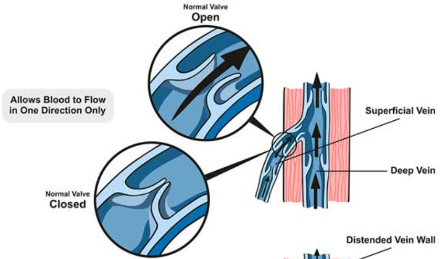 Normal Valve
Open
Allows Blood to Flow
in One Direction Only
Superficial Vein
Deep Vein
Normal Valve
Closed
Distended Vein Wall